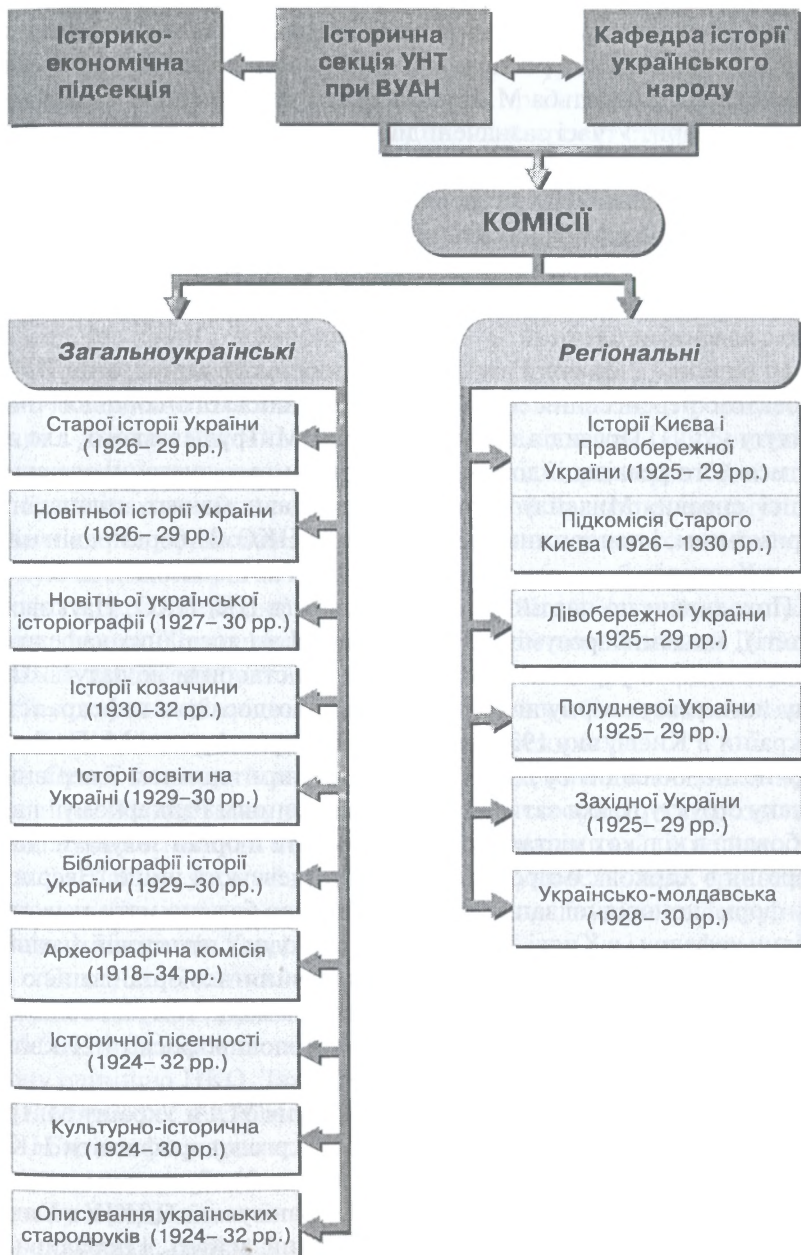 Історико-
економічна
підсекція
Історична
секція УНТ
при ВУАН
Кафедра історії
українського
народу
КОМІСІЇ
Загальноукраїнські
Старої історії України
(1926– 29 рр.)
Новітньої історії України
(1926– 29 рр.)
Новітньої української
історіографії (1927– 30 рр.)
Історії козаччини
(1930–32 рр.)
Історії освіти на
Україні (1929–30 рр.)
Бібліографії історії
України (1929–30 рр.)
Археографічна комісія
(1918–34 рр.)
Історичної пісенності
(1924– 32 рр.)
Культурно-історична
(1924–30 рр.)
Описування українських
стародруків (1924– 32 рр.)
Регіональні
Історії Києва і
Правобережної
України (1925– 29 рр.)
Підкомісія Старого
Києва (1926– 1930 рр.)
Лівобережної України
(1925– 29 рр.)
Полудневої України
(1925– 29 рр.)
Західної України
(1925– 29 рр.)
Українсько-молдавська
(1928– 30 рр.)